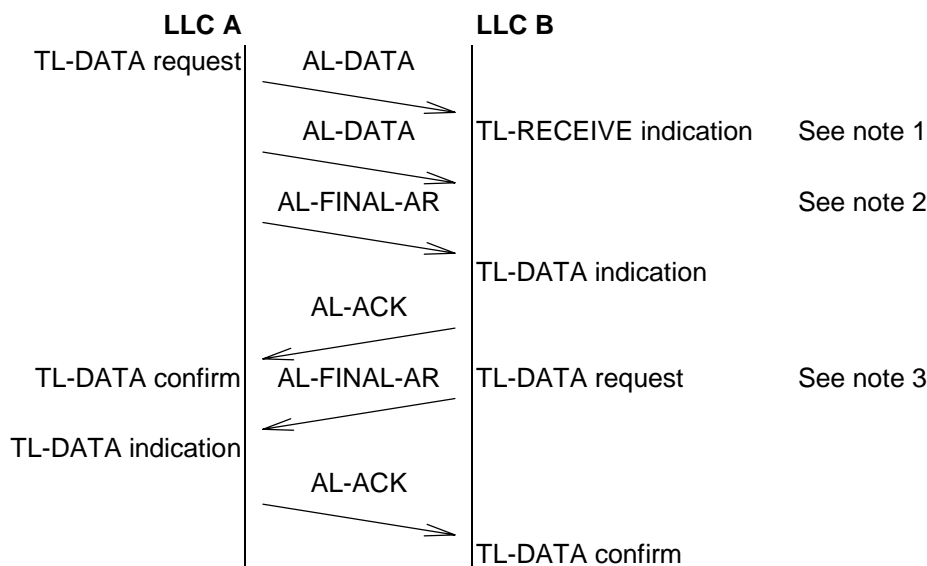 LLC A LLC B
TL-DATA request AL-DATA
AL-DATA TL-RECEIVE indication See note 1
AL-FINAL-AR See note 2
TL-DATA indication
AL-ACK
TL-DATA confirm AL-FINAL-AR TL-DATA request See note 3
TL-DATA indication
AL-ACK
TL-DATA confirm